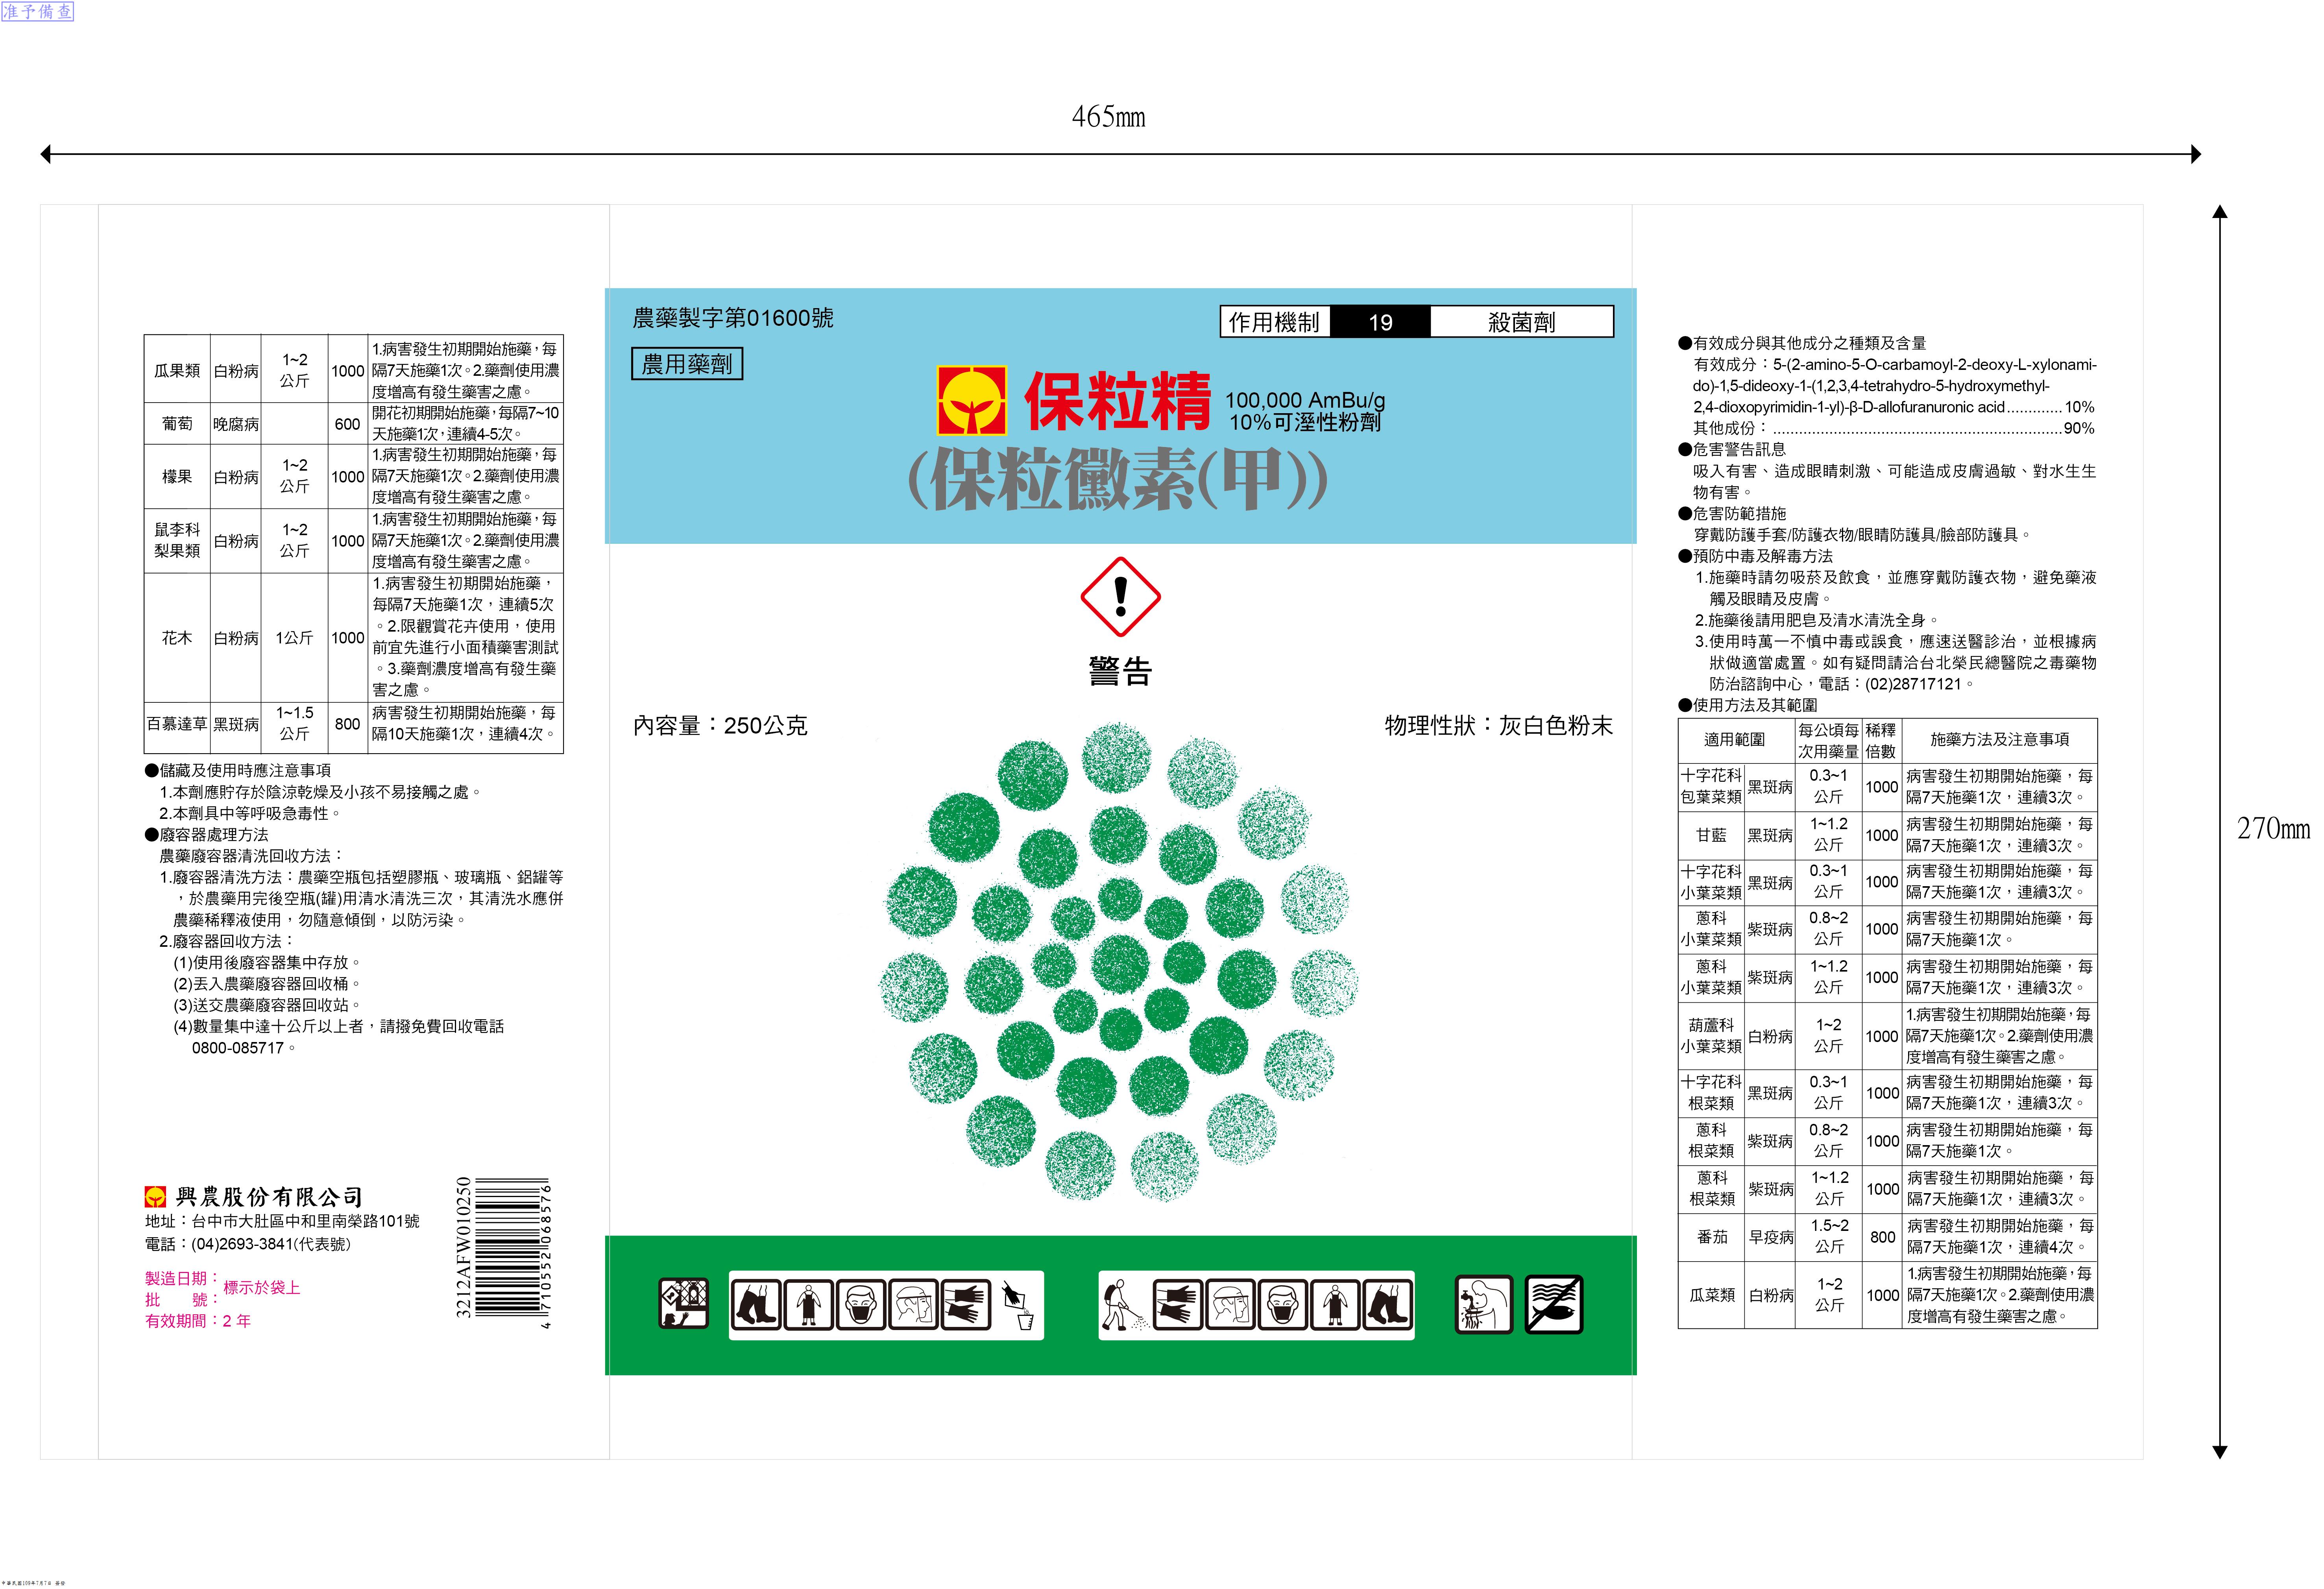 准予備查
465mm
270mm
瓜果類 白粉病 1~2公斤 1000 1.病害發生初期開始施藥，每
隔7天施藥1次。2.藥劑使用濃
度增高有發生藥害之慮。
葡萄 晚腐病 600 開花初期開始施藥，每隔7~10
天施藥1次，連續4-5次。
檬果 白粉病 1~2公斤 1000 1.病害發生初期開始施藥，每
隔7天施藥1次。2.藥劑使用濃
度增高有發生藥害之慮。
鼠李科梨果類 白粉病 1~2公斤 1000 1.病害發生初期開始施藥，每
隔7天施藥1次。2.藥劑使用濃
度增高有發生藥害之慮。
花木 白粉病 1公斤 1000 1.病害發生初期開始施藥，
每隔7天施藥1次，連續5次
。2.限觀賞花卉使用，使用
前宜先進行小面積藥害測試
。3.藥劑濃度增高有發生藥
害之慮。
百慕達草 黑斑病 1~1.5公斤 800 病害發生初期開始施藥，每
隔10天施藥1次，連續4次。
●儲藏及使用時應注意事項
1.本劑應貯存於陰涼乾燥及小孩不易接觸之處。
2.本劑具中等呼吸急毒性。
●廢容器處理方法
農藥廢容器清洗回收方法：
1.廢容器清洗方法：農藥空瓶包括塑膠瓶、玻璃瓶、鋁罐等
，於農藥用完後空瓶(罐)用清水清洗三次，其清洗水應併
農藥稀釋液使用，勿隨意傾倒，以防污染。
2.廢容器回收方法：
(1)使用後廢容器集中存放。
(2)丟入農藥廢容器回收桶。
(3)送交農藥廢容器回收站。
(4)數量集中達十公斤以上者，請撥免費回收電話
0800-085717。
興農股份有限公司
地址：台中市大肚區中和里南榮路101號
電話：(04)2693-3841(代表號)
製造日期：
批　　號：標示於袋上
有效期間：2 年
3212AFW010250
4 710552 068576
農藥製字第01600號
農用藥劑
作用機制 19 殺菌劑
保粒精
100,000 AmBu/g
10%可溼性粉劑
(保粒黴素(甲))
警告
內容量：250公克
物理性狀：灰白色粉末
●有效成分與其他成分之種類及含量
有效成分：5-(2-amino-5-O-carbamoyl-2-deoxy-L-xylonami-
do)-1,5-dideoxy-1-(1,2,3,4-tetrahydro-5-hydroxymethyl-
2,4-dioxopyrimidin-1-yl)-β-D-allofuranuronic acid.............10%
其他成份：...................................................................90%
●危害警告訊息
吸入有害、造成眼睛刺激、可能造成皮膚過敏、對水生生
物有害。
●危害防範措施
穿戴防護手套/防護衣物/眼睛防護具/臉部防護具。
●預防中毒及解毒方法
1.施藥時請勿吸菸及飲食，並應穿戴防護衣物，避免藥液
觸及眼睛及皮膚。
2.施藥後請用肥皂及清水清洗全身。
3.使用時萬一不慎中毒或誤食，應速送醫診治，並根據病
狀做適當處置。如有疑問請洽台北榮民總醫院之毒藥物
防治諮詢中心，電話：(02)28717121。
●使用方法及其範圍
適用範圍 每公頃每次用藥量 稀釋倍數 施藥方法及注意事項
十字花科包葉菜類 黑斑病 0.3~1公斤 1000 病害發生初期開始施藥，每
隔7天施藥1次，連續3次。
甘藍 黑斑病 1~1.2公斤 1000 病害發生初期開始施藥，每
隔7天施藥1次，連續3次。
十字花科小葉菜類 黑斑病 0.3~1公斤 1000 病害發生初期開始施藥，每
隔7天施藥1次，連續3次。
蔥科小葉菜類 紫斑病 0.8~2公斤 1000 病害發生初期開始施藥，每
隔7天施藥1次。
蔥科小葉菜類 紫斑病 1~1.2公斤 1000 病害發生初期開始施藥，每
隔7天施藥1次，連續3次。
葫蘆科小葉菜類 白粉病 1~2公斤 1000 1.病害發生初期開始施藥，每
隔7天施藥1次。2.藥劑使用濃
度增高有發生藥害之慮。
十字花科根菜類 黑斑病 0.3~1公斤 1000 病害發生初期開始施藥，每
隔7天施藥1次，連續3次。
蔥科根菜類 紫斑病 0.8~2公斤 1000 病害發生初期開始施藥，每
隔7天施藥1次。
蔥科根菜類 紫斑病 1~1.2公斤 1000 病害發生初期開始施藥，每
隔7天施藥1次，連續3次。
番茄 早疫病 1.5~2公斤 800 病害發生初期開始施藥，每
隔7天施藥1次，連續4次。
瓜菜類 白粉病 1~2公斤 1000 1.病害發生初期開始施藥，每
隔7天施藥1次。2.藥劑使用濃
度增高有發生藥害之慮。
中華民國109年7月7日